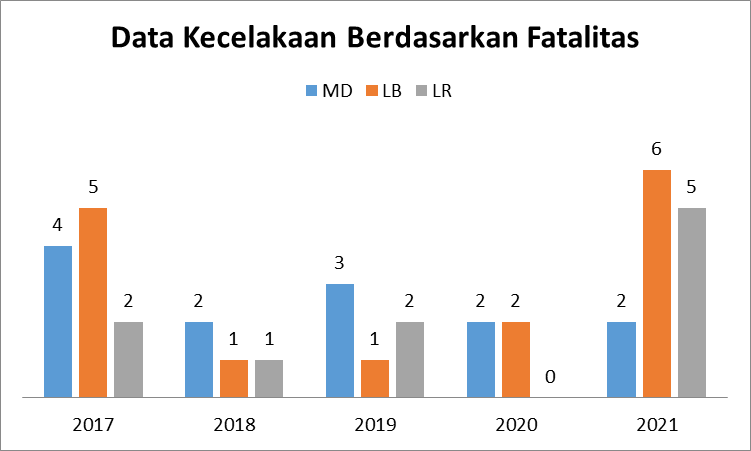 Data Kecelakaan Berdasarkan Fatalitas
MD LB LR
4 5 2 2 1 1 3 1 2 2 2 0 2 6 5
2017 2018 2019 2020 2021